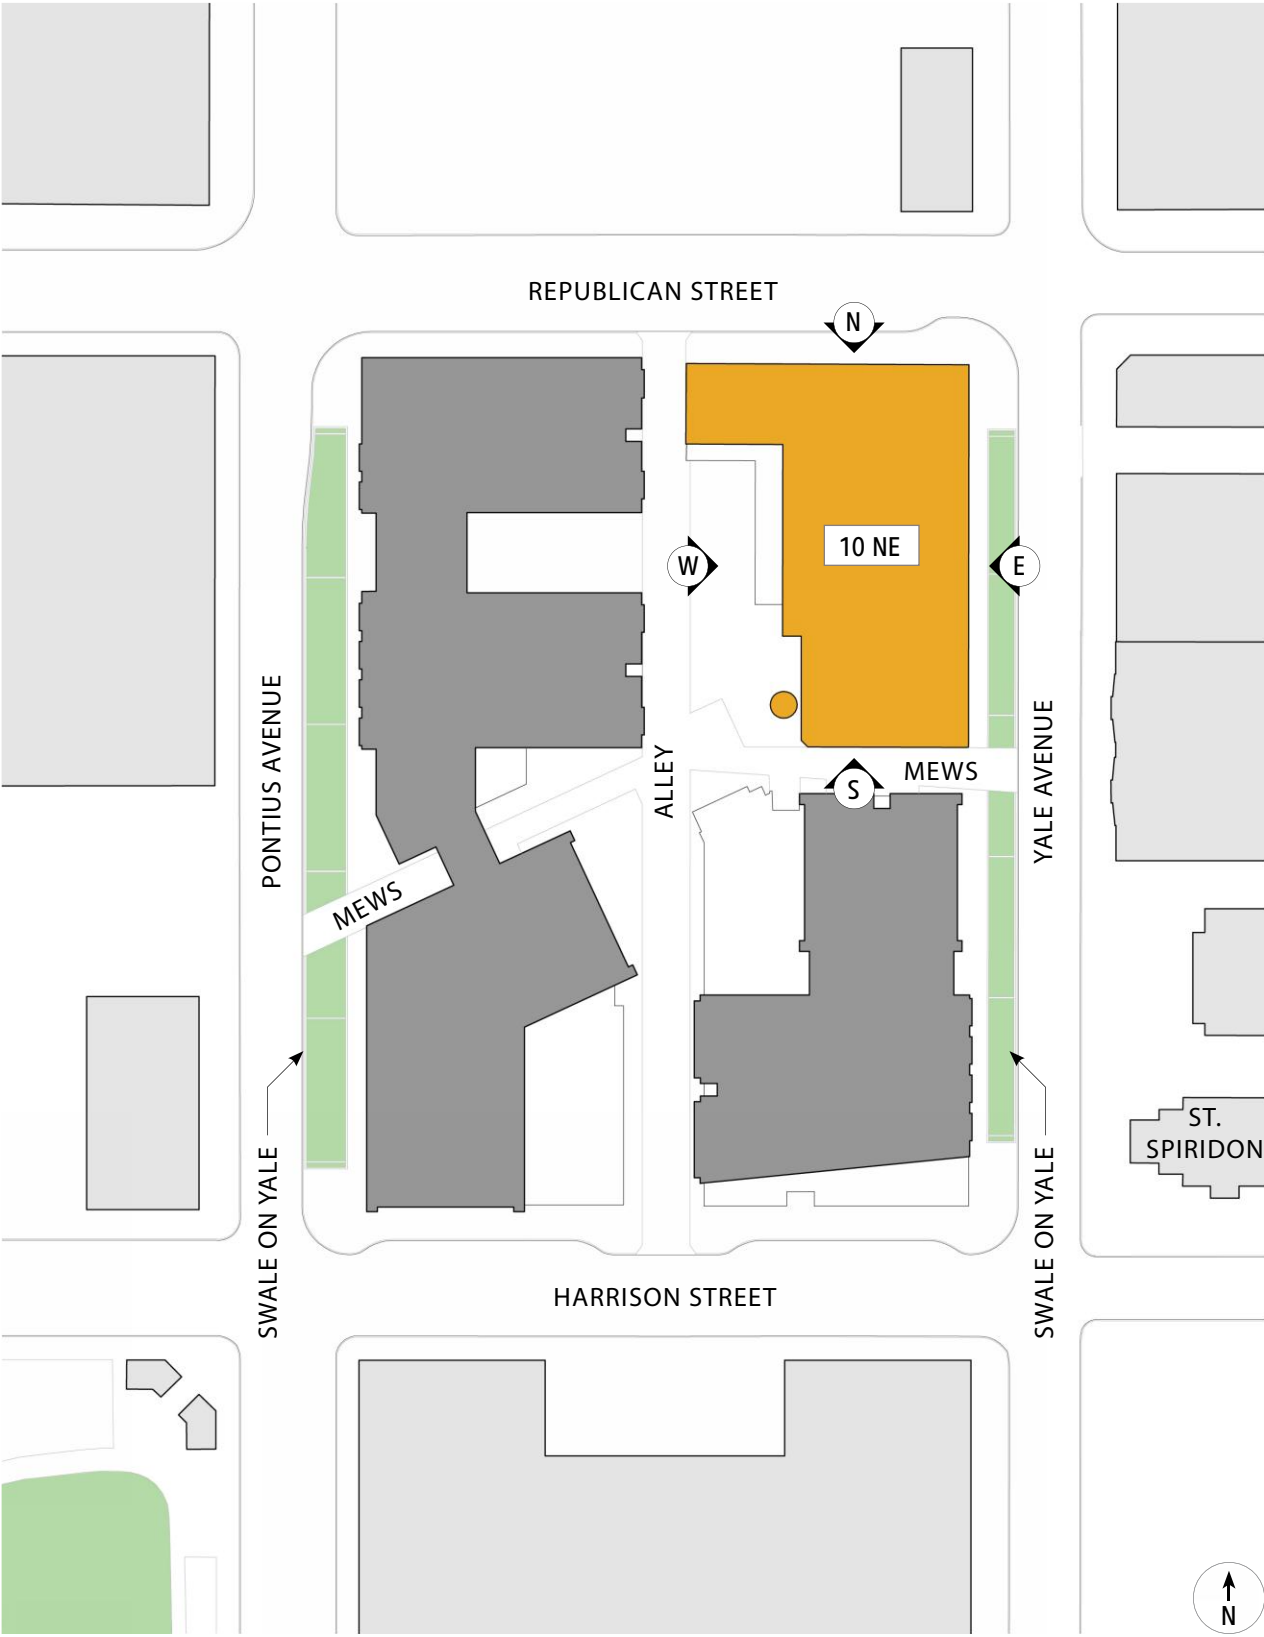 REPUBLICAN STREET
N
10 NE
W
E
PONTIUS AVENUE
ALLEY
YALE AVENUE
MEWS
S
MEWS
ST.
SPIRIDON
SWALE ON YALE
SWALE ON YALE
HARRISON STREET
N